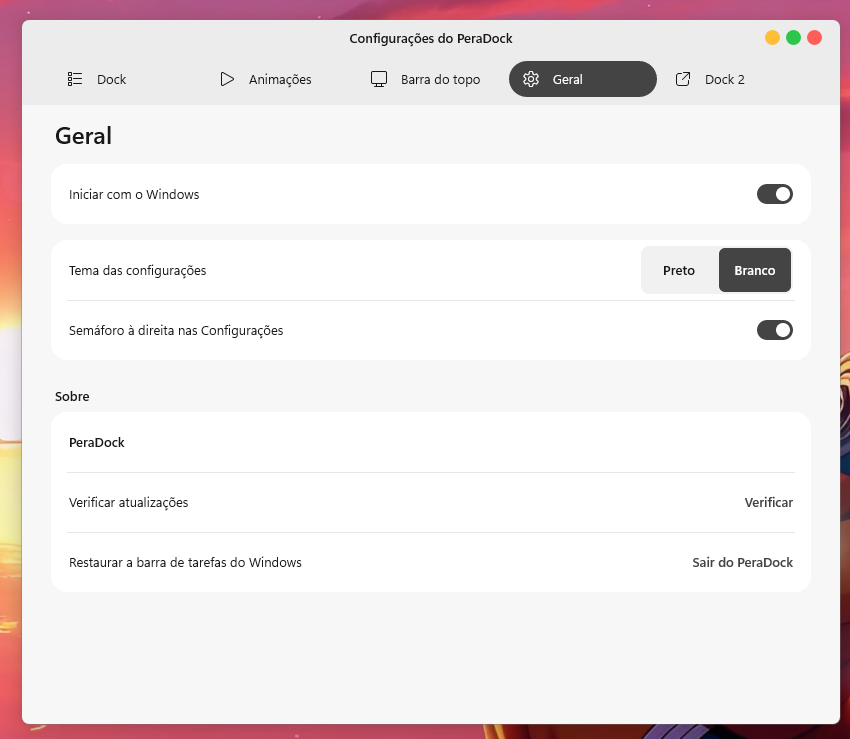 Configurações do PeraDock
Dock
Animações
Barra do topo
Geral
Dock 2
Geral
Iniciar com o Windows
Tema das configurações
Preto
Branco
Semáforo à direita nas Configurações
Sobre
PeraDock
Verificar atualizações
Verificar
Restaurar a barra de tarefas do Windows
Sair do PeraDock